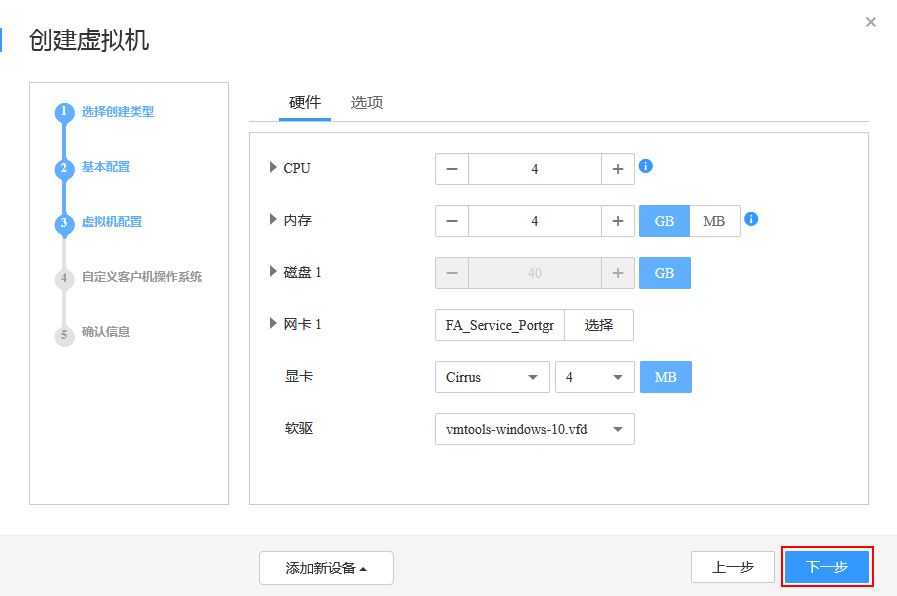 创建虚拟机
×
1 选择创建类型
2 基本配置
3 虚拟机配置
4 自定义客户机操作系统
5 确认信息
硬件 选项
CPU − 4 + i
内存 − 4 + GB MB i
磁盘 1 − 40 + GB
网卡 1 FA_Service_Portgr 选择
显卡 Cirrus 4 MB
软驱 vmtools-windows-10.vfd
添加新设备 上一步 下一步